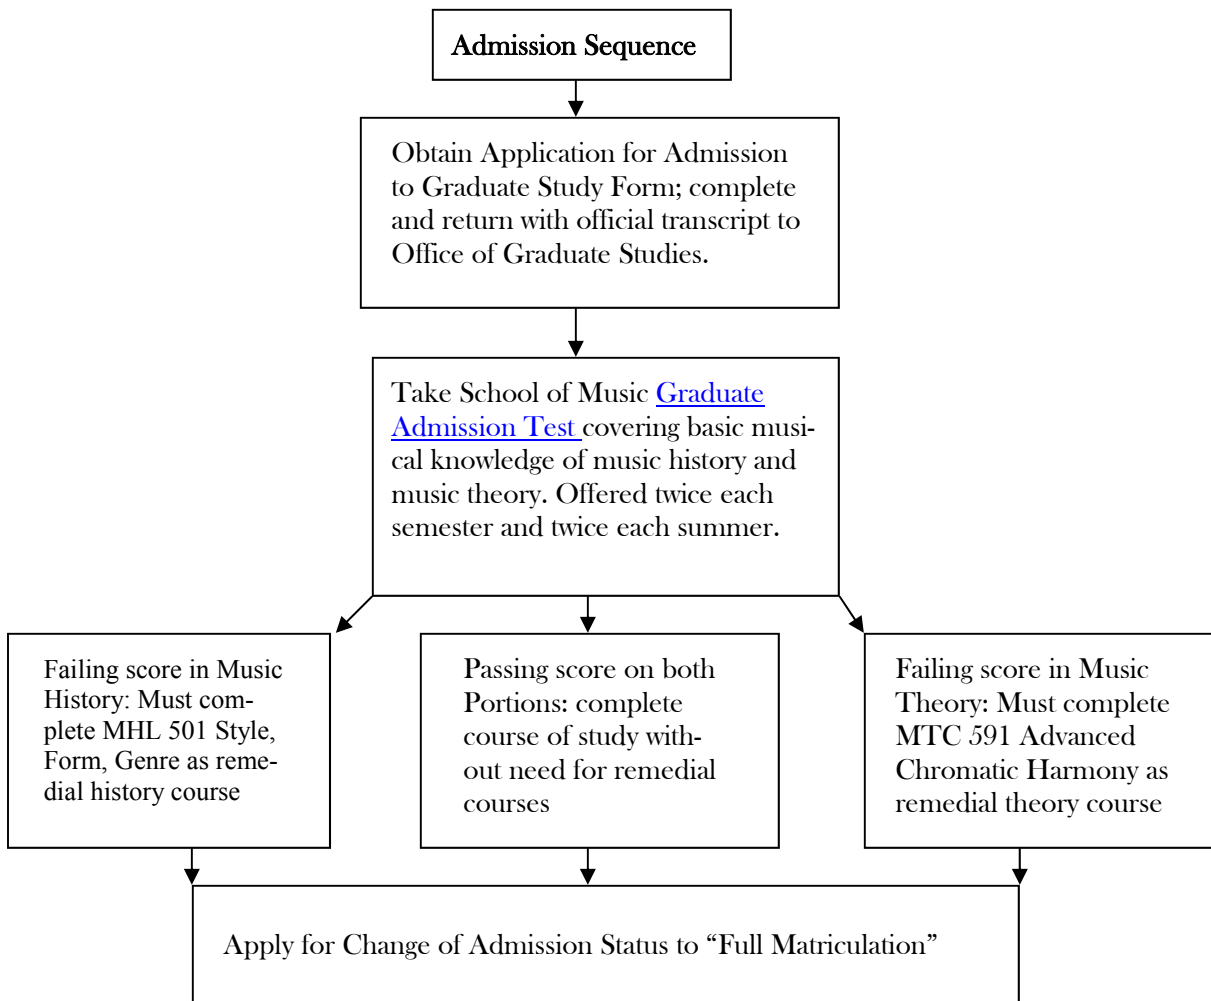 Admission Sequence
Obtain Application for Admission
to Graduate Study Form; complete
and return with official transcript to
Office of Graduate Studies.
Take School of Music Graduate
Admission Test covering basic musi-
cal knowledge of music history and
music theory. Offered twice each
semester and twice each summer.
Failing score in Music
History: Must com-
plete MHL 501 Style,
Form, Genre as reme-
dial history course
Passing score on both
Portions: complete
course of study with-
out need for remedial
courses
Failing score in Music
Theory: Must complete
MTC 591 Advanced
Chromatic Harmony as
remedial theory course
Apply for Change of Admission Status to “Full Matriculation”